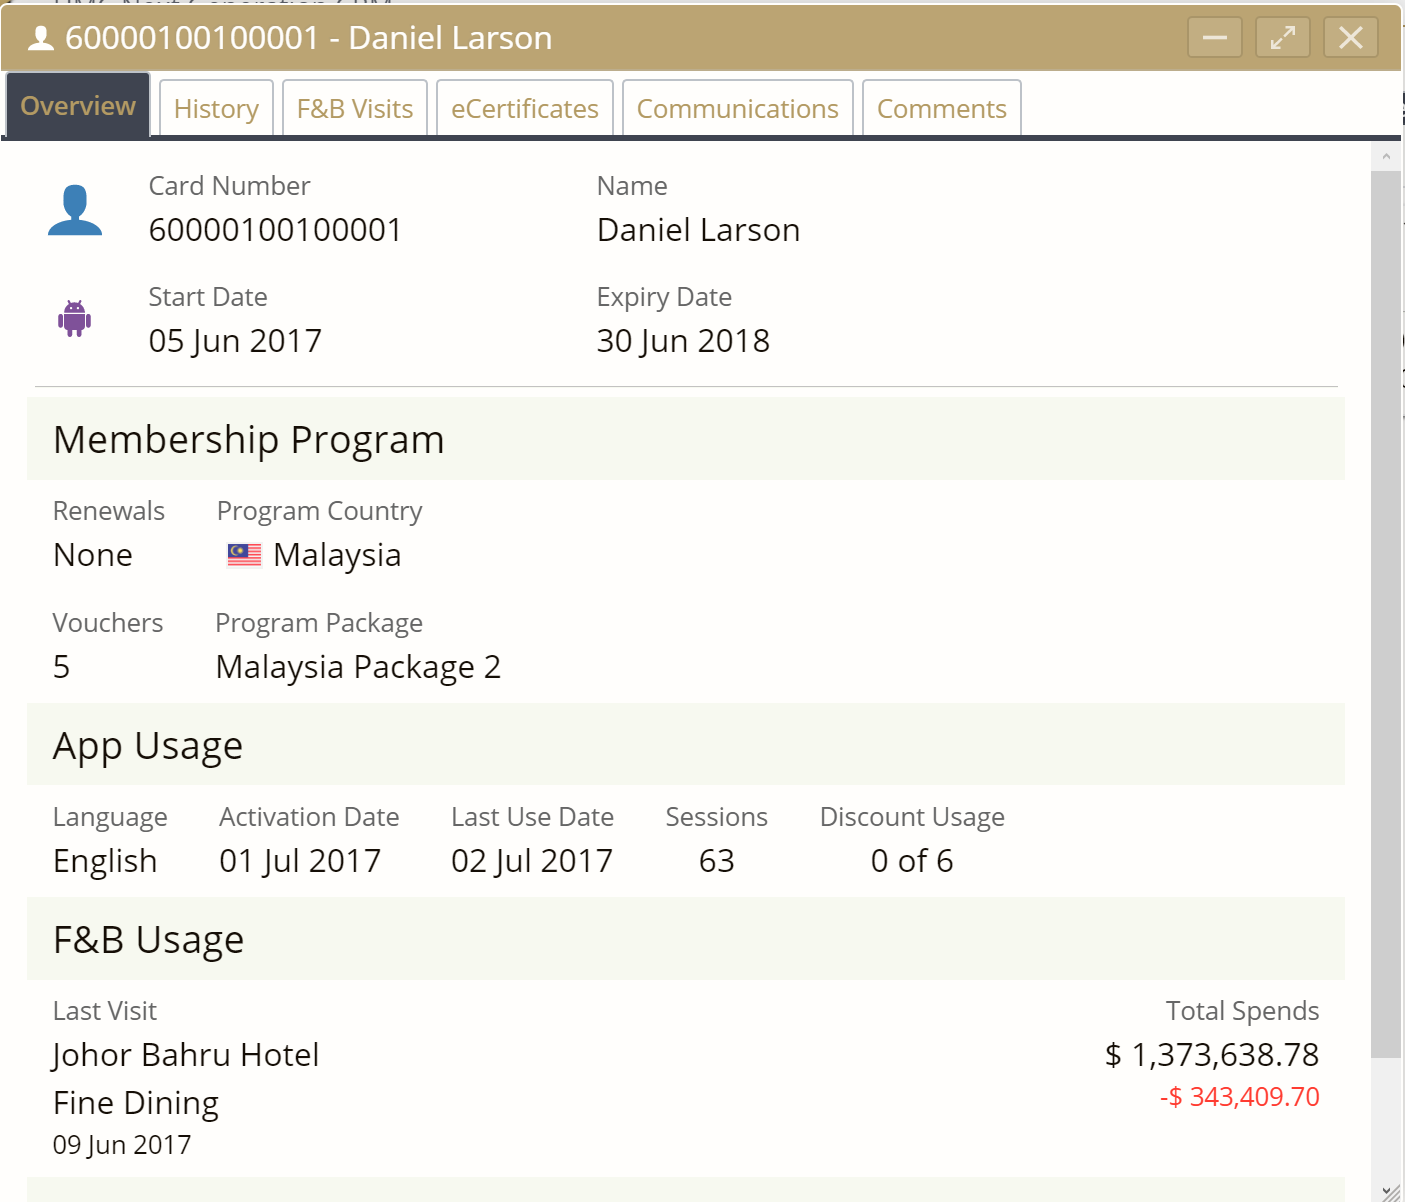 60000100100001 - Daniel Larson
Overview History F&B Visits eCertificates Communications Comments
Card Number Name
60000100100001 Daniel Larson
Start Date Expiry Date
05 Jun 2017 30 Jun 2018
Membership Program
Renewals Program Country
None Malaysia
Vouchers Program Package
5 Malaysia Package 2
App Usage
Language Activation Date Last Use Date Sessions Discount Usage
English 01 Jul 2017 02 Jul 2017 63 0 of 6
F&B Usage
Last Visit Total Spends
Johor Bahru Hotel $ 1,373,638.78
Fine Dining -$ 343,409.70
09 Jun 2017